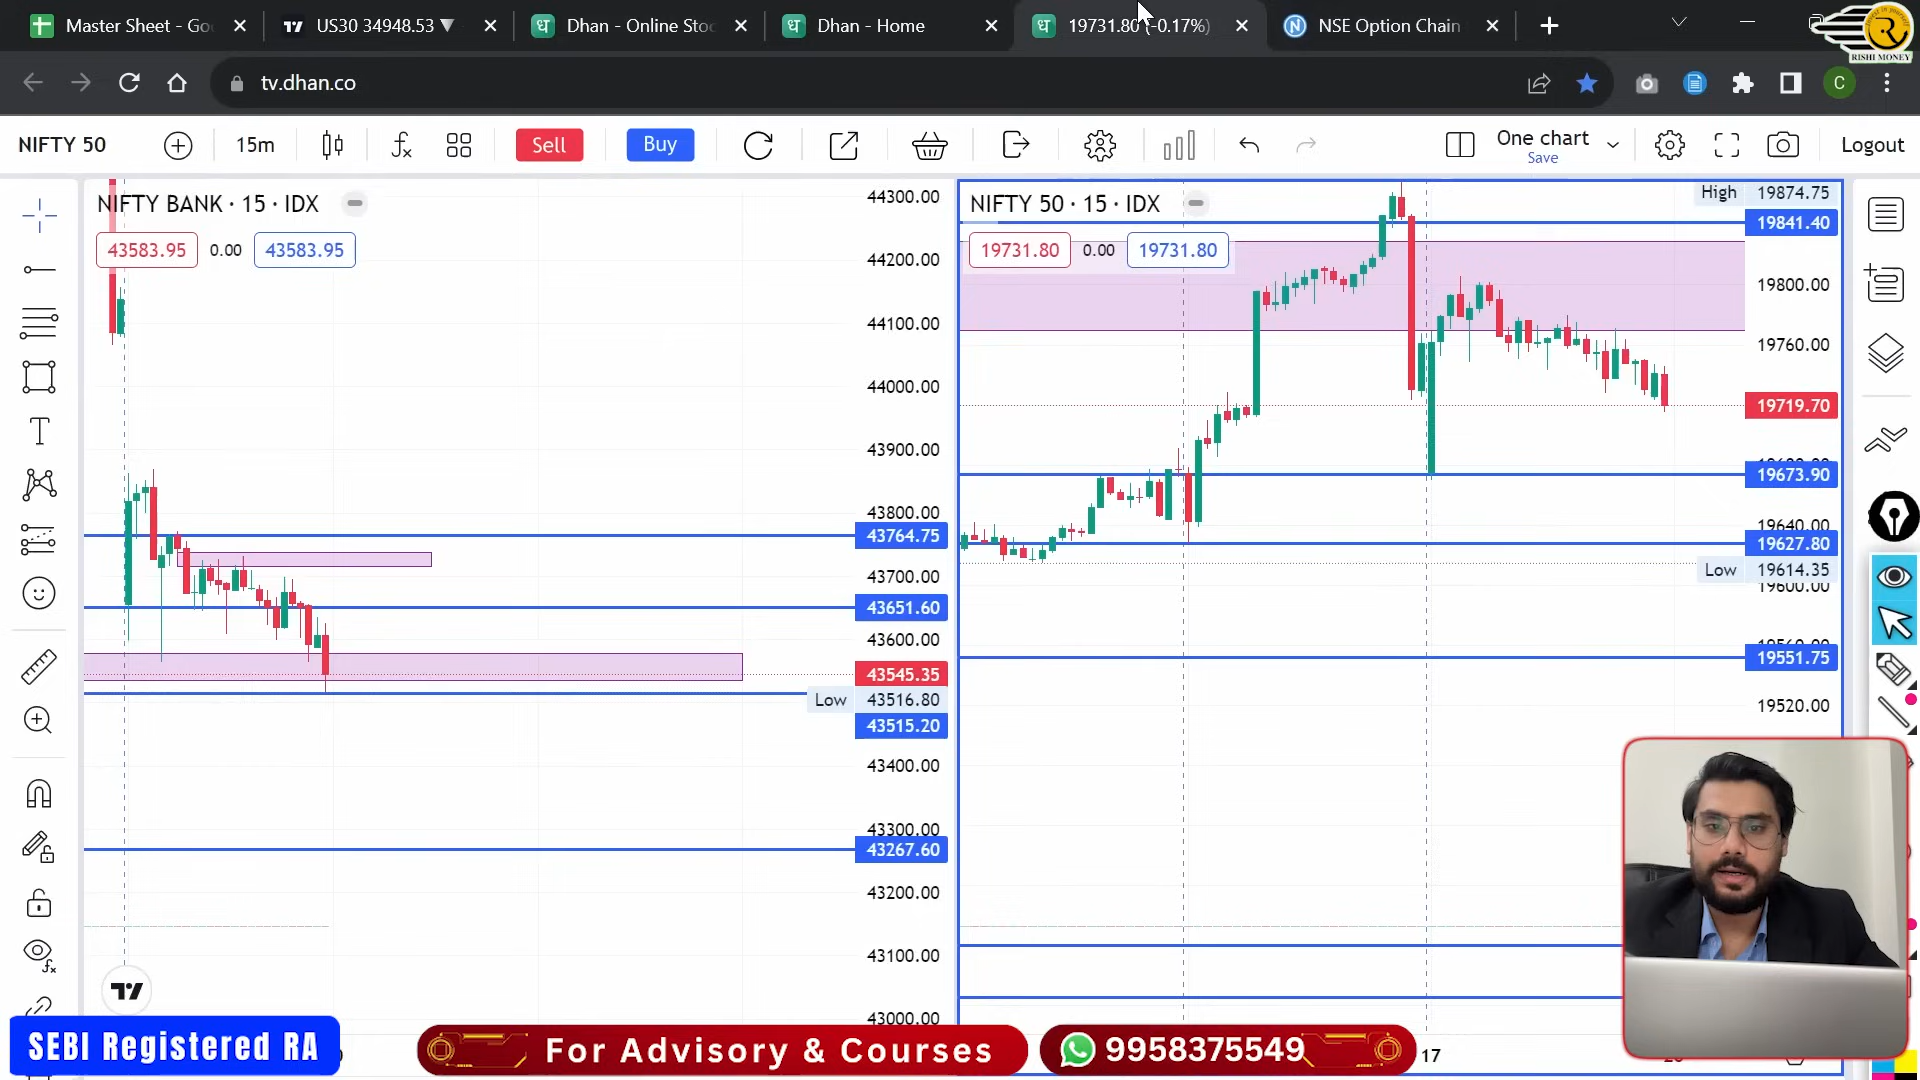 Master Sheet - Go
US30 34948.53 ▼
Dhan - Online Stoc
Dhan - Home
19731.80 (-0.17%)
NSE Option Chain
RISHI MONEY
tv.dhan.co
C
NIFTY 50
15m
Sell
Buy
One chart
Save
Logout
NIFTY BANK · 15 · IDX
43583.95
0.00
43583.95
44300.00
44200.00
44100.00
44000.00
43900.00
43800.00
43764.75
43700.00
43651.60
43600.00
43545.35
Low 43516.80
43515.20
43400.00
43300.00
43267.60
43200.00
43100.00
43000.00
NIFTY 50 · 15 · IDX
19731.80
0.00
19731.80
High 19874.75
19841.40
19800.00
19760.00
19719.70
19673.90
19640.00
19627.80
Low 19614.35
19600.00
19551.75
19520.00
17
SEBI Registered RA
For Advisory & Courses
9958375549